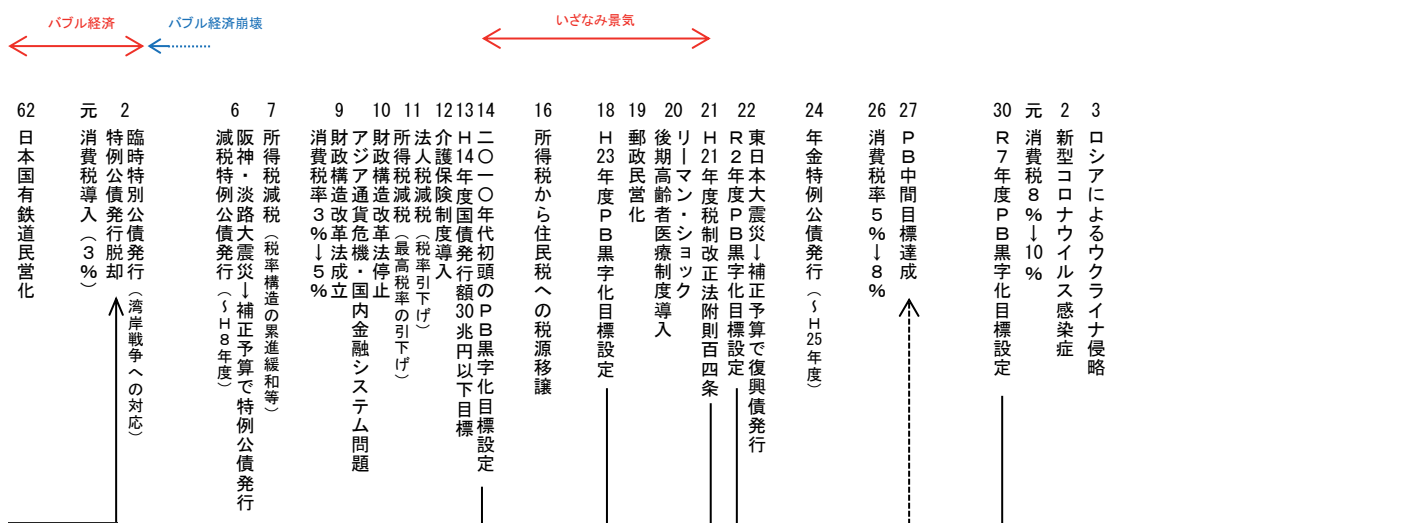 バブル経済
バブル経済崩壊
いざなみ景気
62
日本国有鉄道民営化
元
消費税導入（３％）
2
特例公債発行脱却
臨時特別公債発行（湾岸戦争への対応）
6
減税特例公債発行（～Ｈ８年度）
阪神・淡路大震災→補正予算で特例公債発行
7
所得税減税（税率構造の累進緩和等）
9
消費税率３％→５％
財政構造改革法成立
アジア通貨危機・国内金融システム問題
10
財政構造改革法停止
11
所得税減税（最高税率の引下げ）
法人税減税（税率引下げ）
12
介護保険制度導入
13
Ｈ14年度国債発行額30兆円以下目標
14
二〇一〇年代初頭のＰＢ黒字化目標設定
16
所得税から住民税への税源移譲
18
Ｈ23年度ＰＢ黒字化目標設定
19
郵政民営化
20
後期高齢者医療制度導入
リーマン・ショック
21
Ｈ21年度税制改正法附則百四条
22
Ｒ２年度ＰＢ黒字化目標設定
東日本大震災→補正予算で復興債発行
24
年金特例公債発行（～Ｈ25年度）
26
消費税率５％→８％
27
ＰＢ中間目標達成
30
Ｒ７年度ＰＢ黒字化目標設定
元
消費税８％→10％
2
新型コロナウイルス感染症
3
ロシアによるウクライナ侵略